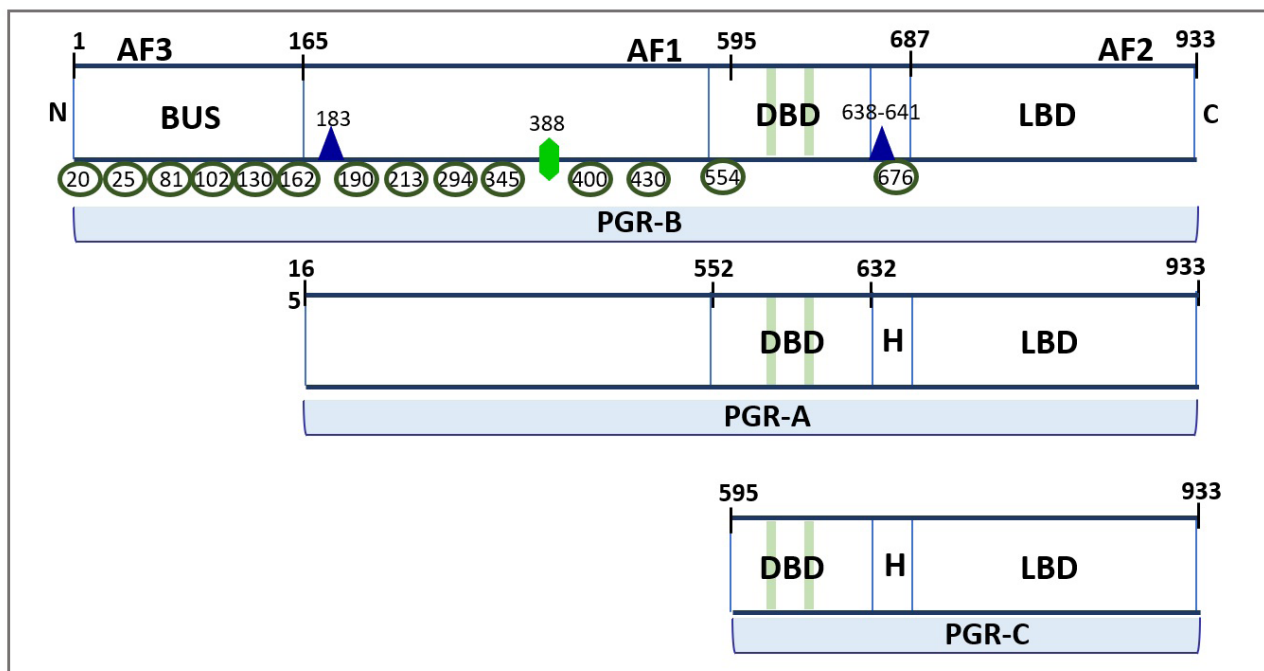 1 AF3 165 AF1 595 687 AF2 933
N BUS 183 388 DBD 638-641 LBD C
20 25 81 102 130 162 190 213 294 345 400 430 554 676
PGR-B
16 552 632 933
5
DBD H LBD
PGR-A
595 933
DBD H LBD
PGR-C